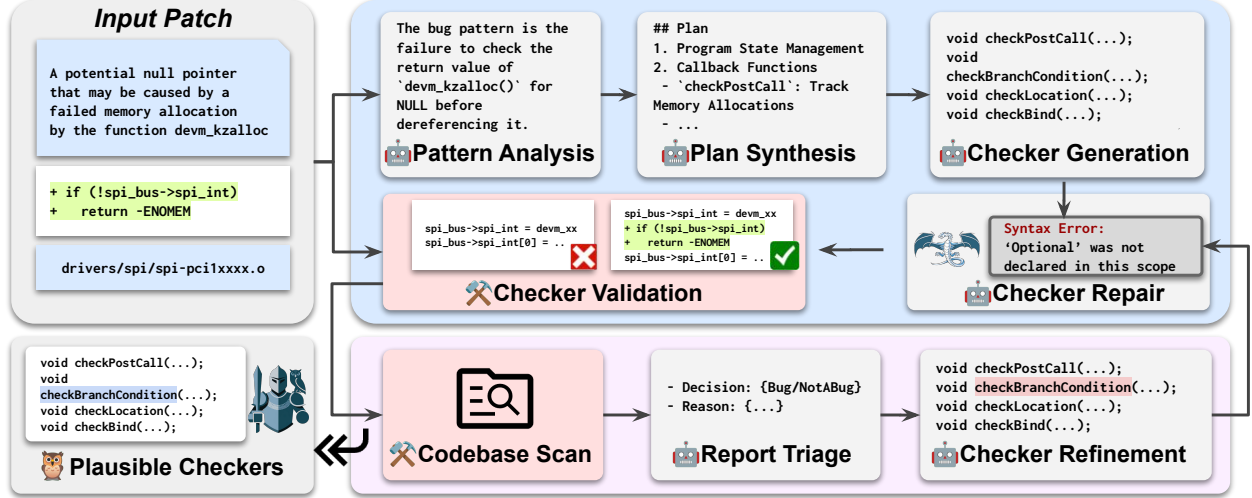 Input Patch
A potential null pointer
that may be caused by a
failed memory allocation
by the function devm_kzalloc
+ if (!spi_bus->spi_int)
+   return -ENOMEM
drivers/spi/spi-pci1xxxx.o
The bug pattern is the
failure to check the
return value of
`devm_kzalloc()` for
NULL before
dereferencing it.
Pattern Analysis
## Plan
1. Program State Management
2. Callback Functions
- `checkPostCall`: Track
Memory Allocations
- ...
Plan Synthesis
void checkPostCall(...);
void
checkBranchCondition(...);
void checkLocation(...);
void checkBind(...);
Checker Generation
spi_bus->spi_int = devm_xx
spi_bus->spi_int[0] = ..
spi_bus->spi_int = devm_xx
+ if (!spi_bus->spi_int)
+   return -ENOMEM
spi_bus->spi_int[0] = ..
Checker Validation
Syntax Error:
‘Optional’ was not
declared in this scope
Checker Repair
void checkPostCall(...);
void
checkBranchCondition(...);
void checkLocation(...);
void checkBind(...);
Plausible Checkers
Codebase Scan
- Decision: {Bug/NotABug}
- Reason: {...}
Report Triage
void checkPostCall(...);
void checkBranchCondition(...);
void checkLocation(...);
void checkBind(...);
Checker Refinement